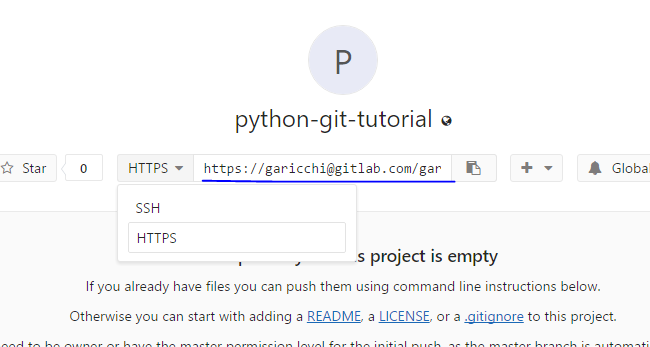 P
python-git-tutorial
Star 0 HTTPS https://garicchi@gitlab.com/gar + Global
SSH
HTTPS
project is empty
If you already have files you can push them using command line instructions below.
Otherwise you can start with adding a README, a LICENSE, or a .gitignore to this project.
to be owner or have the master permission level for the initial push, as the master branch is